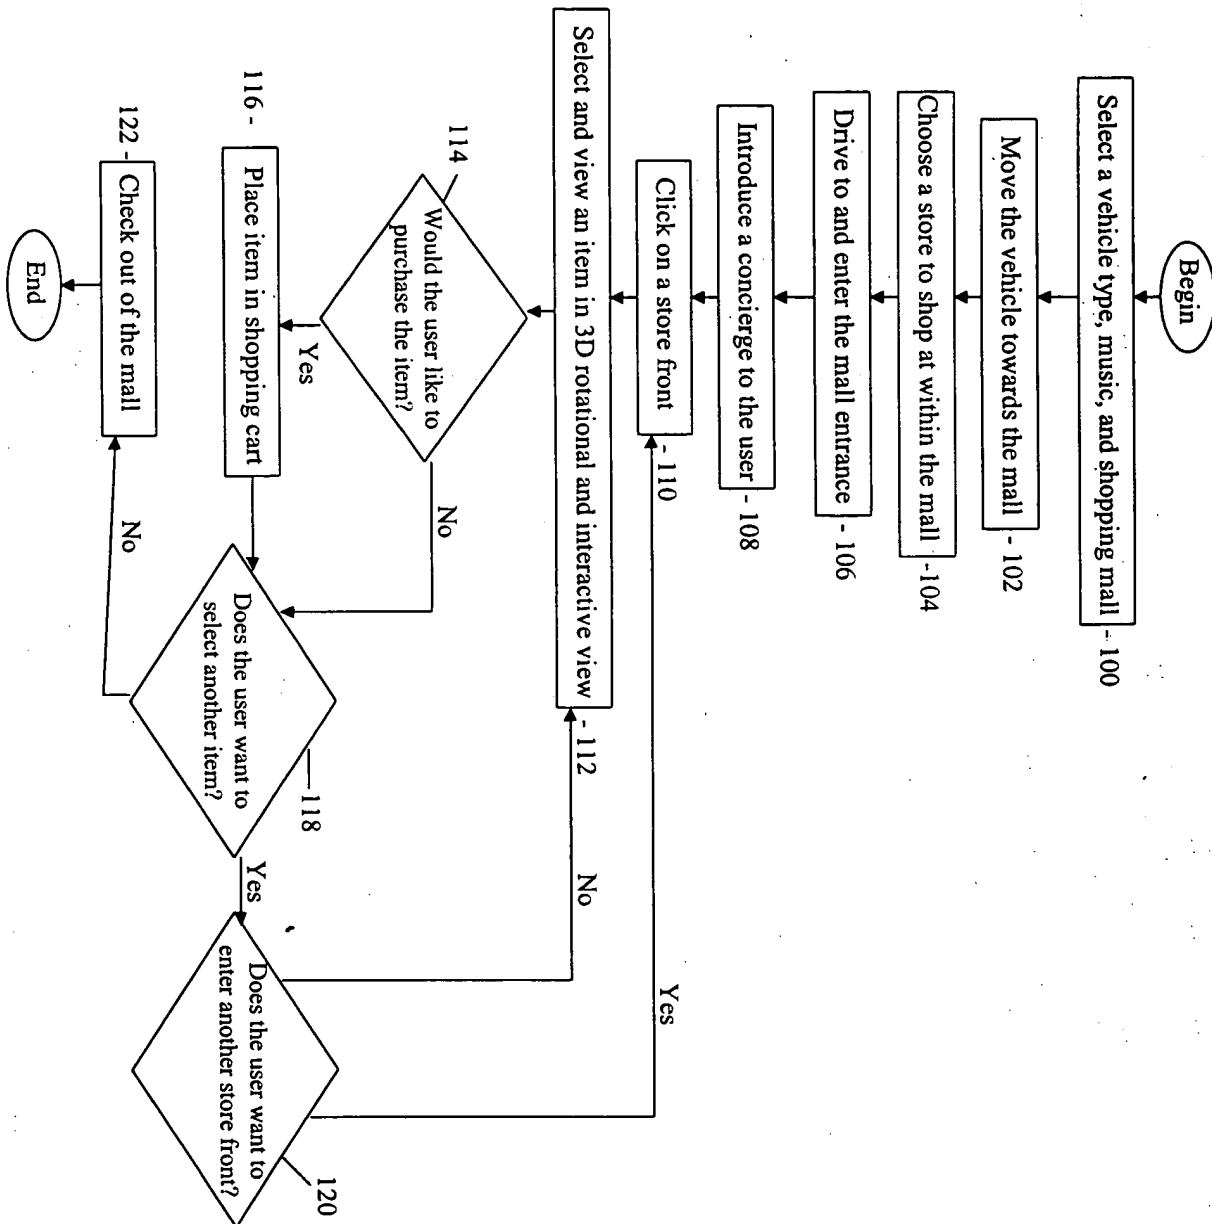 Begin
Select a vehicle type, music, and shopping mall - 100
Move the vehicle towards the mall - 102
Choose a store to shop at within the mall -104
Drive to and enter the mall entrance - 106
Introduce a concierge to the user - 108
Click on a store front - 110
Select and view an item in 3D rotational and interactive view - 112
114
Would the user like to
purchase the item?
No
Yes
116 - Place item in shopping cart
Does the user want to
select another item?
118
Yes
No
Does the user want to
enter another store front?
120
No
Yes
122 - Check out of the mall
End